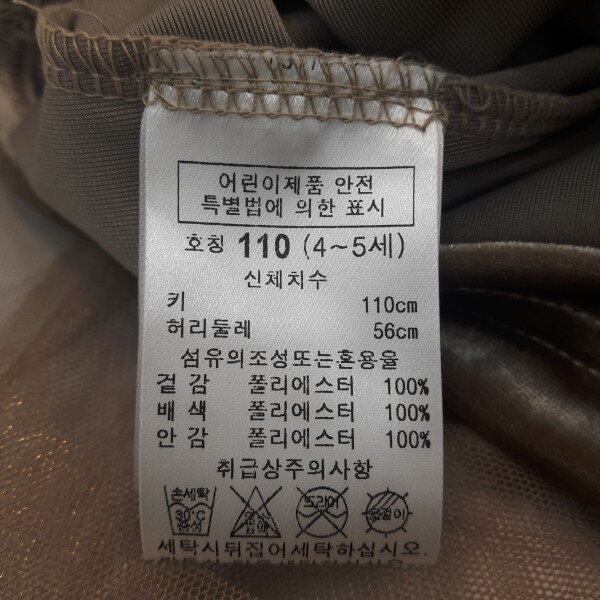 어린이제품 안전
특별법에 의한 표시
호칭 110 (4~5세)
신체치수
키 110cm
허리둘레 56cm
섬유의조성또는혼용율
겉감 폴리에스터 100%
배색 폴리에스터 100%
안감 폴리에스터 100%
취급상주의사항
손세탁 드라이 옷걸이
30℃
중성
세탁시뒤집어세탁하십시오.